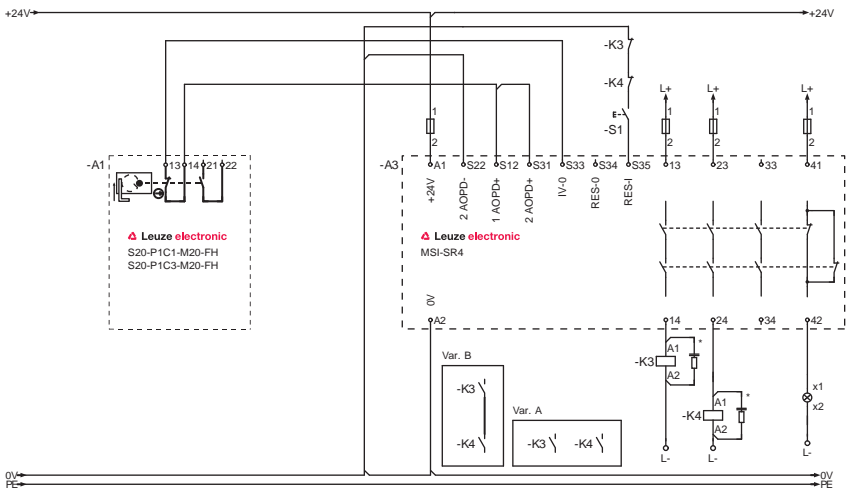 +24V +24V
-K3
-K4
E-
-S1
L+ L+ L+
1 1 1 1
2 2 2 2
-A1 13 14 21 22
-A3 A1 S22 S12 S31 S33 S34 S35 13 23 33 41
+24V 2 AOPD- 1 AOPD+ 2 AOPD+ IV-0 RES-0 RES-I
Leuze electronic
S20-P1C1-M20-FH
S20-P1C3-M20-FH
Leuze electronic
MSI-SR4
0V
A2 14 24 34 42
Var. B
-K3
-K4
Var. A
-K3 -K4
-K3 A1 *
A2
-K4 A1 *
A2
x1
x2
L- L- L-
0V 0V
PE PE